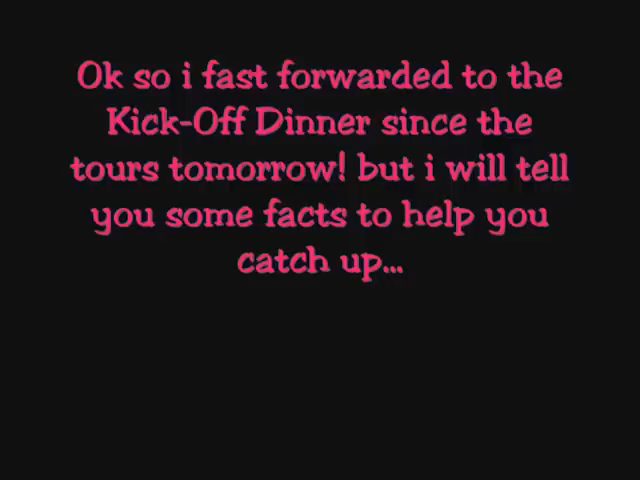 Ok so i fast forwarded to the
Kick-Off Dinner since the
tours tomorrow! but i will tell
you some facts to help you
catch up...